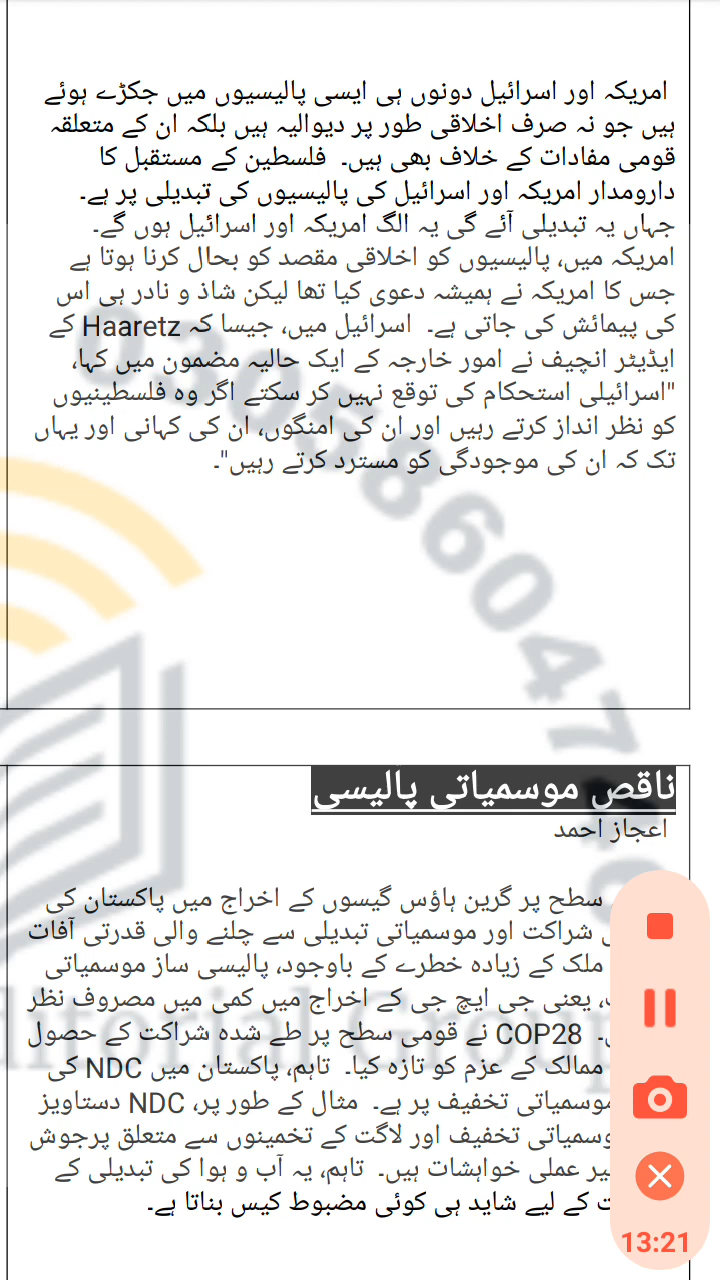 امریکہ اور اسرائیل دونوں ہی ایسی پالیسیوں میں جکڑے ہوئے
ہیں جو نہ صرف اخلاقی طور پر دیوالیہ ہیں بلکہ ان کے متعلقہ
قومی مفادات کے خلاف بھی ہیں۔ فلسطین کے مستقبل کا
دارومدار امریکہ اور اسرائیل کی پالیسیوں کی تبدیلی پر ہے۔
جہاں یہ تبدیلی آئے گی یہ الگ امریکہ اور اسرائیل ہوں گے۔
امریکہ میں، پالیسیوں کو اخلاقی مقصد کو بحال کرنا ہوتا ہے
جس کا امریکہ نے ہمیشہ دعوی کیا تھا لیکن شاذ و نادر ہی اس
کی پیمائش کی جاتی ہے۔ اسرائیل میں، جیسا کہ Haaretz کے
ایڈیٹر انچیف نے امور خارجہ کے ایک حالیہ مضمون میں کہا،
"اسرائیلی استحکام کی توقع نہیں کر سکتے اگر وہ فلسطینیوں
کو نظر انداز کرتے رہیں اور ان کی امنگوں، ان کی کہانی اور یہاں
تک کہ ان کی موجودگی کو مسترد کرتے رہیں"۔
ناقص موسمیاتی پالیسی
اعجاز احمد
سطح پر گرین ہاؤس گیسوں کے اخراج میں پاکستان کی
شراکت اور موسمیاتی تبدیلی سے چلنے والی قدرتی آفات
ملک کے زیادہ خطرے کے باوجود، پالیسی ساز موسمیاتی
یعنی جی ایچ جی کے اخراج میں کمی میں مصروف نظر
COP28 نے قومی سطح پر طے شدہ شراکت کے حصول
ممالک کے عزم کو تازہ کیا۔ تاہم، پاکستان میں NDC کی
موسمیاتی تخفیف پر ہے۔ مثال کے طور پر، NDC دستاویز
وسمیاتی تخفیف اور لاگت کے تخمینوں سے متعلق پرجوش
یر عملی خواہشات ہیں۔ تاہم، یہ آب و ہوا کی تبدیلی کے
ت کے لیے شاید ہی کوئی مضبوط کیس بناتا ہے۔
13:21